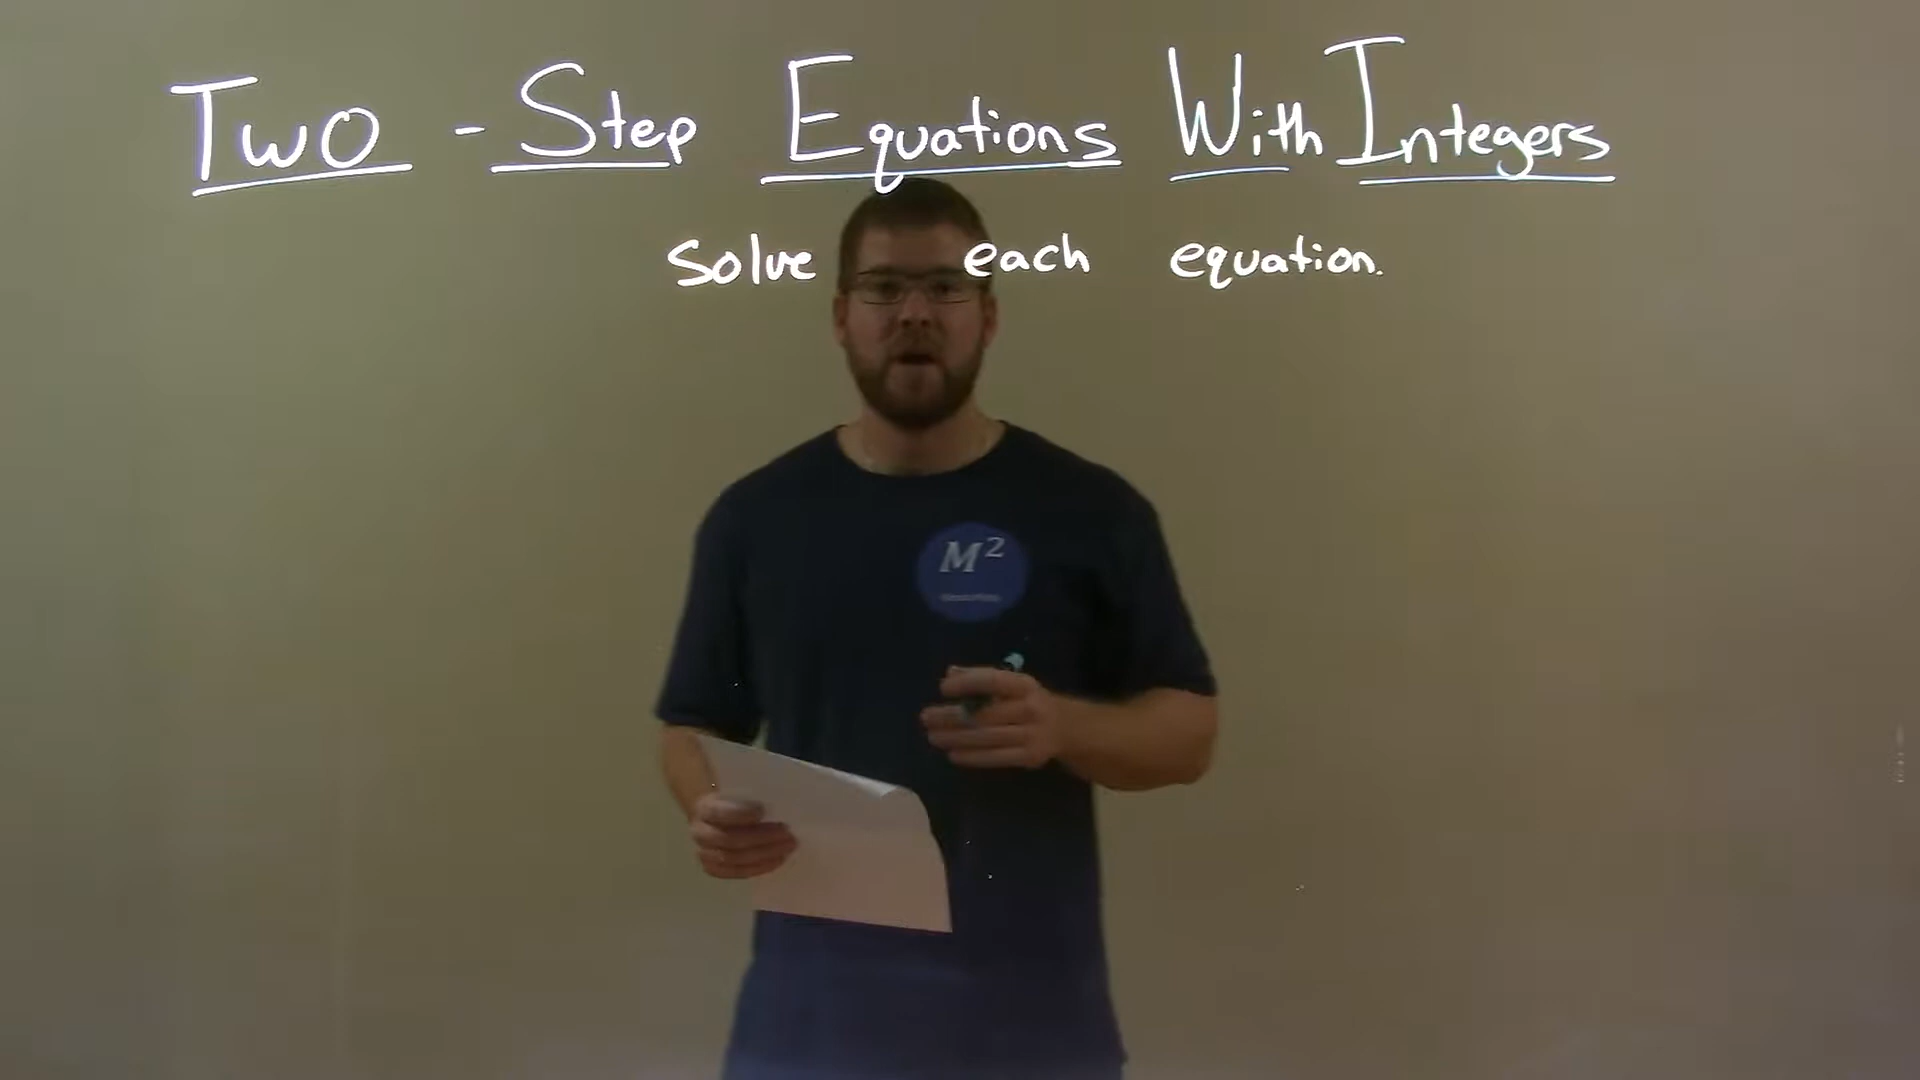 Two - Step Equations With Integers
Solve each equation.
M²